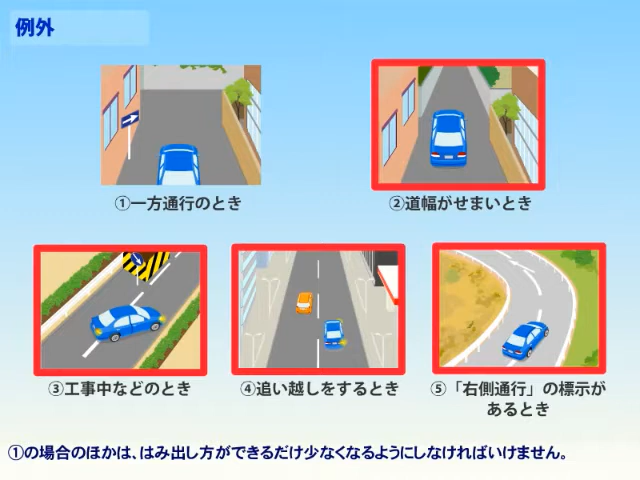 例外
①一方通行のとき
②道幅がせまいとき
③工事中などのとき
④追い越しをするとき
⑤「右側通行」の標示が
あるとき
①の場合のほかは、はみ出し方ができるだけ少なくなるようにしなければいけません。